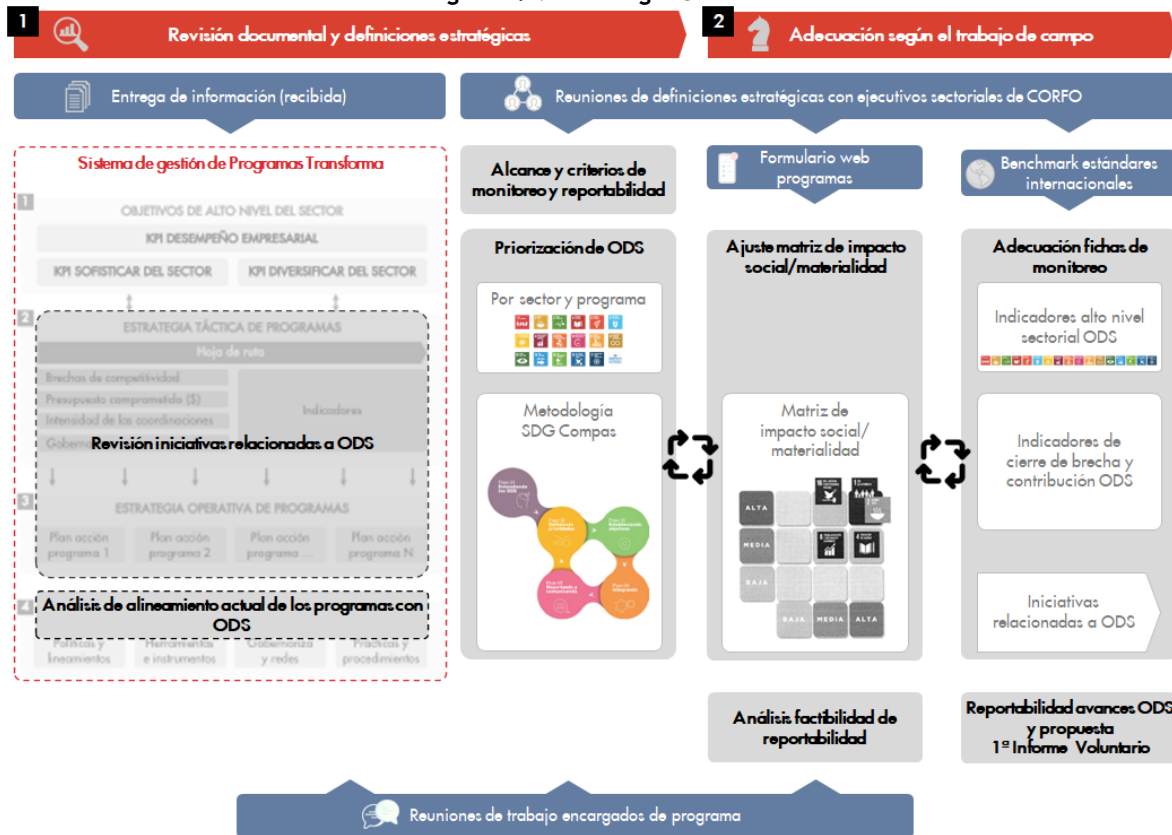 1
Revisión documental y definiciones estratégicas
2
Adecuación según el trabajo de campo
Entrega de información (recibida)
Reuniones de definiciones estratégicas con ejecutivos sectoriales de CORFO
Sistema de gestión de Programas Transforma
1
OBJETIVOS DE ALTO NIVEL DEL SECTOR
KPI DESEMPEÑO EMPRESARIAL
KPI SOFISTICAR DEL SECTOR
KPI DIVERSIFICAR DEL SECTOR
2
ESTRATEGIA TÁCTICA DE PROGRAMAS
Hoja de ruta
Brechas de competitividad
Presupuesto comprometido ($)
Intensidad de las coordinaciones
Indicadores
Revisión iniciativas relacionadas a ODS
3
ESTRATEGIA OPERATIVA DE PROGRAMAS
Plan acción
programa 1
Plan acción
programa 2
Plan acción
programa ....
Plan acción
programa N
4
Análisis de alineamiento actual de los programas con
ODS
Políticas y
lineamientos
Herramientas
e instrumentos
Gobernanza
y redes
Prácticas y
procedimientos
Alcance y criterios de
monitoreo y reportabilidad
Priorización de ODS
Por sector y programa
Metodología
SDG Compas
Formulario web
programas
Ajuste matriz de impacto
social/materialidad
Matriz de
impacto social/
materialidad
ALTA
MEDIA
BAJA
BAJA
MEDIA
ALTA
Análisis factibilidad de
reportabilidad
Benchmark estándares
internacionales
Adecuación fichas de
monitoreo
Indicadores alto nivel
sectorial ODS
Indicadores de
cierre de brecha y
contribución ODS
Iniciativas
relacionadas a ODS
Reportabilidad avances ODS
y propuesta
1º Informe Voluntario
Reuniones de trabajo encargados de programa